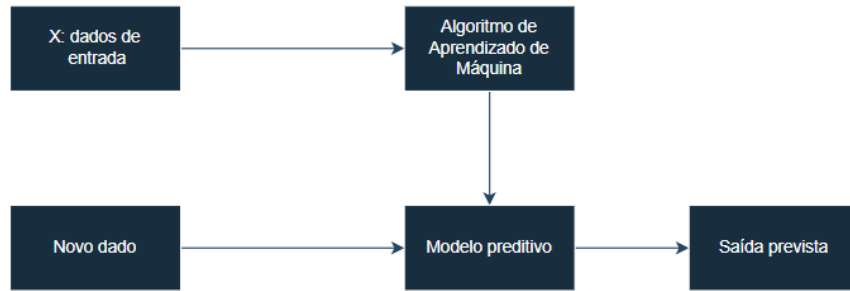 X: dados de
entrada
Algoritmo de
Aprendizado de
Máquina
Novo dado
Modelo preditivo
Saída prevista